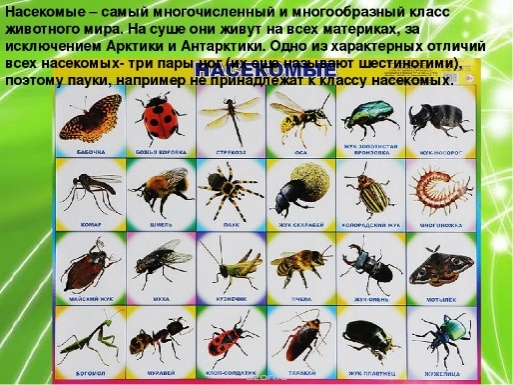 Насекомые – самый многочисленный и многообразный класс
животного мира. На суше они живут на всех материках, за
исключением Арктики и Антарктики. Одно из характерных отличий
всех насекомых- три пары ног (их еще называют шестиногими),
поэтому пауки, например не принадлежат к классу насекомых.
НАСЕКОМЫЕ
БАБОЧКА БОЖЬЯ КОРОВКА СТРЕКОЗА ОСА ЖУК ЗОЛОТИСТАЯ БРОНЗОВКА ЖУК-НОСОРОГ
КОМАР ШМЕЛЬ ПАУК ЖУК СКАРАБЕЙ КОЛОРАДСКИЙ ЖУК МНОГОНОЖКА
МАЙСКИЙ ЖУК МУХА КУЗНЕЧИК ПЧЕЛА ЖУК-ОЛЕНЬ МОТЫЛЁК
БОГОМОЛ МУРАВЕЙ КЛОП-СОЛДАТИК ТАРАКАН ЖУК ПЛАВУНЕЦ ЖУЖЕЛИЦА